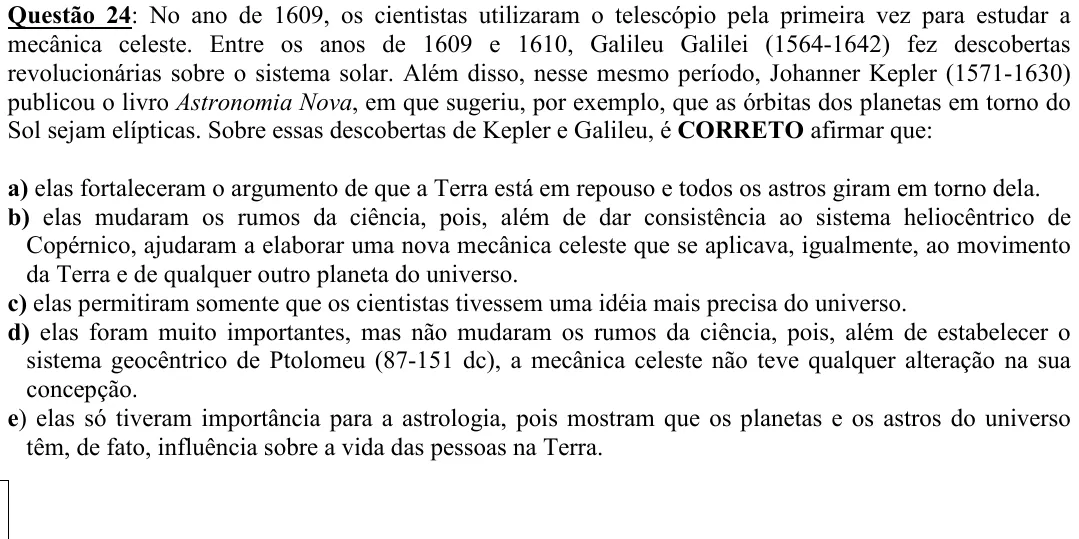 Questão 24: No ano de 1609, os cientistas utilizaram o telescópio pela primeira vez para estudar a
mecânica celeste. Entre os anos de 1609 e 1610, Galileu Galilei (1564-1642) fez descobertas
revolucionárias sobre o sistema solar. Além disso, nesse mesmo período, Johanner Kepler (1571-1630)
publicou o livro Astronomia Nova, em que sugeriu, por exemplo, que as órbitas dos planetas em torno do
Sol sejam elípticas. Sobre essas descobertas de Kepler e Galileu, é CORRETO afirmar que:
a) elas fortaleceram o argumento de que a Terra está em repouso e todos os astros giram em torno dela.
b) elas mudaram os rumos da ciência, pois, além de dar consistência ao sistema heliocêntrico de
Copérnico, ajudaram a elaborar uma nova mecânica celeste que se aplicava, igualmente, ao movimento
da Terra e de qualquer outro planeta do universo.
c) elas permitiram somente que os cientistas tivessem uma idéia mais precisa do universo.
d) elas foram muito importantes, mas não mudaram os rumos da ciência, pois, além de estabelecer o
sistema geocêntrico de Ptolomeu (87-151 dc), a mecânica celeste não teve qualquer alteração na sua
concepção.
e) elas só tiveram importância para a astrologia, pois mostram que os planetas e os astros do universo
têm, de fato, influência sobre a vida das pessoas na Terra.